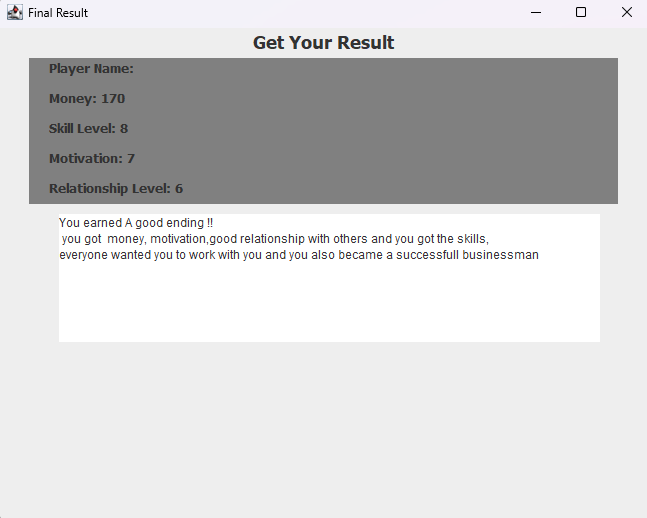 Final Result
Get Your Result
Player Name:
Money: 170
Skill Level: 8
Motivation: 7
Relationship Level: 6
You earned A good ending !!
you got  money, motivation,good relationship with others and you got the skills,
everyone wanted you to work with you and you also became a successfull businessman